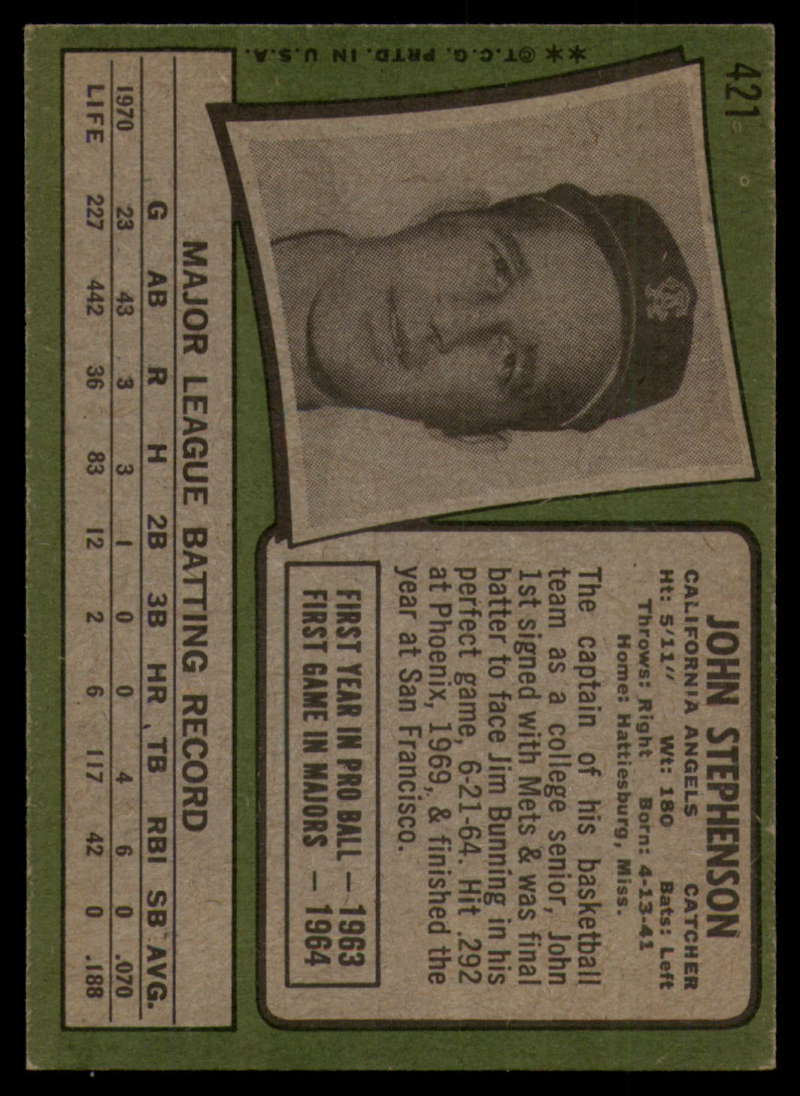 421
**©T.C.G. PRTD. IN U.S.A.
JOHN STEPHENSON
CALIFORNIA ANGELS CATCHER
Ht: 5/11" Wt: 180 Bats: Left
Throws: Right Born: 4-13-41
Home: Hattiesburg, Miss.
The captain of his basketball
team as a college senior, John
1st signed with Mets & was final
batter to face Jim Bunning in his
perfect game, 6-21-64. Hit .292
at Phoenix, 1969, & finished the
year at San Francisco.
FIRST YEAR IN PRO BALL — 1963
FIRST GAME IN MAJORS — 1964
MAJOR LEAGUE BATTING RECORD
G AB R H 2B 3B HR TB RBI SB AVG.
1970 23 43 3 3 1 0 0 4 6 0 .070
LIFE 227 442 36 83 12 2 6 117 42 0 .188